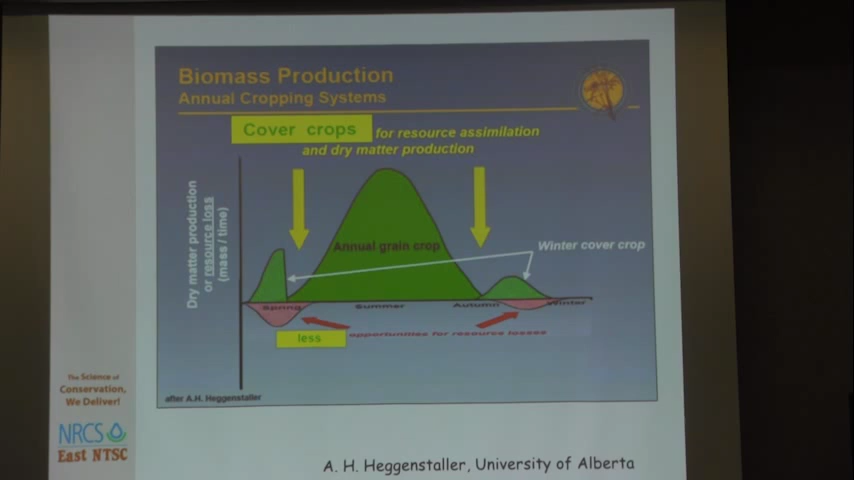 Biomass Production
Annual Cropping Systems
Cover crops for resource assimilation
and dry matter production
Dry matter production
or resource loss
(mass / time)
Annual grain crop
Winter cover crop
Spring
Summer
Autumn
Winter
less opportunities for resource losses
after A.H. Heggenstaller
The Science of
Conservation,
We Deliver!
NRCS
East NTSC
A. H. Heggenstaller, University of Alberta